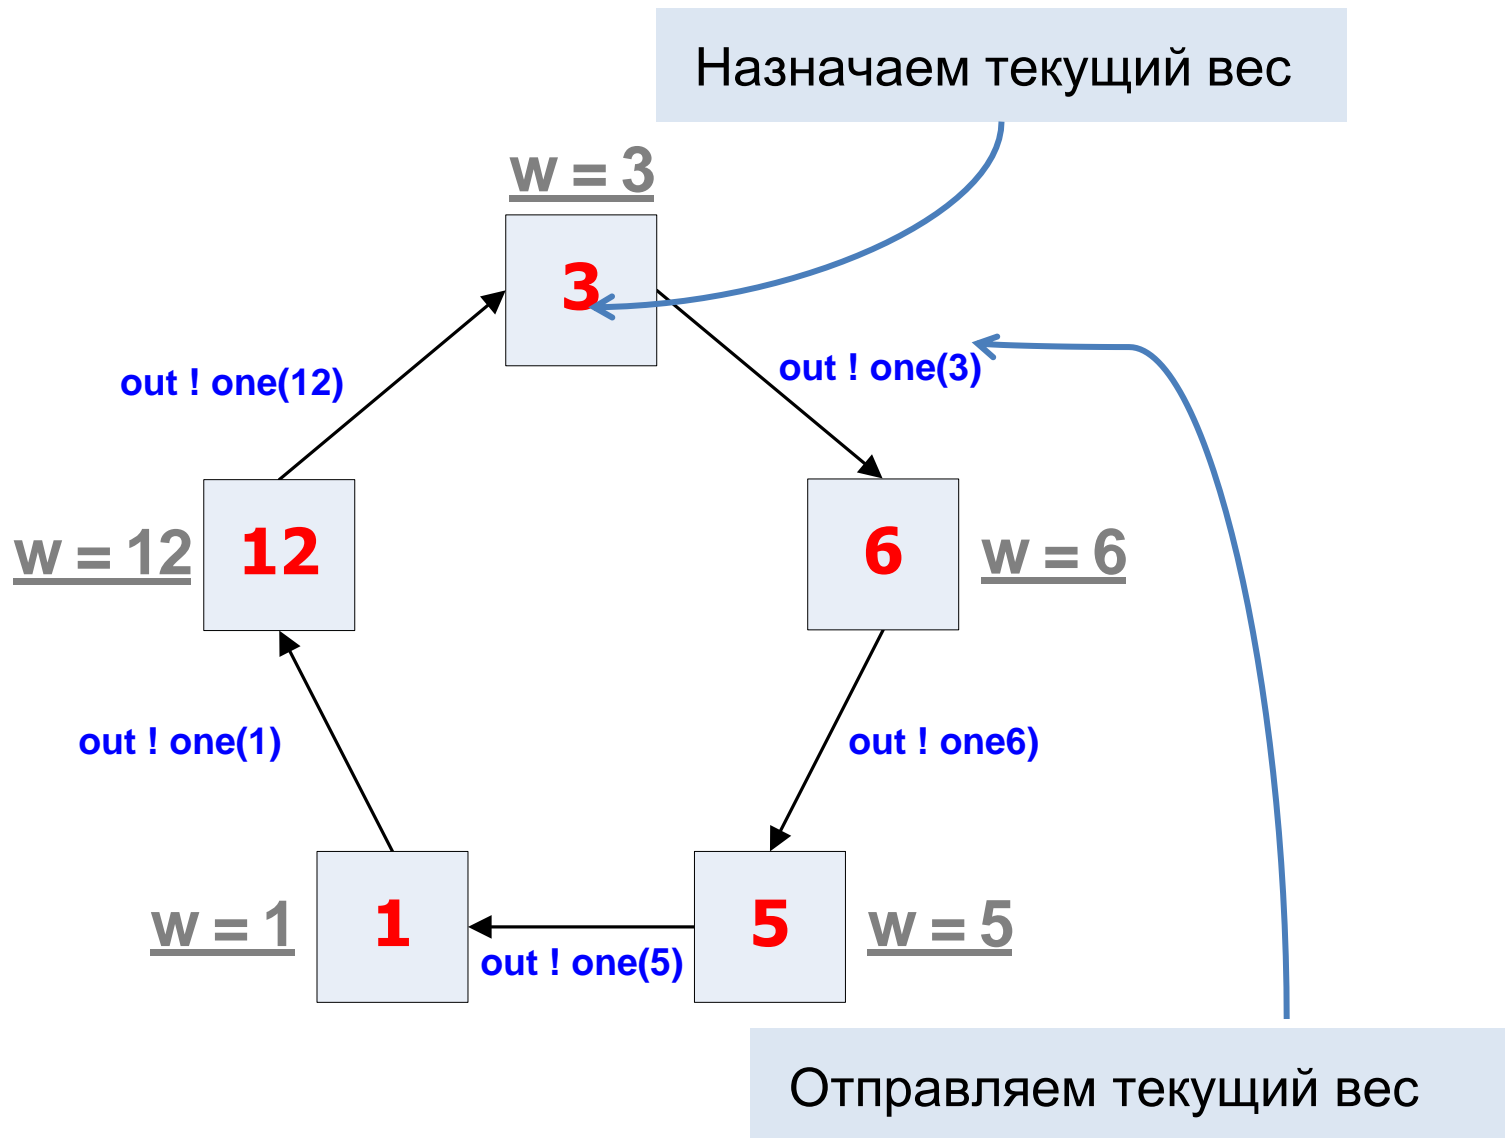 Назначаем текущий вес
w = 3
3
out ! one(12)
out ! one(3)
w = 12
12
6
w = 6
out ! one(1)
out ! one6)
w = 1
1
5
w = 5
out ! one(5)
Отправляем текущий вес